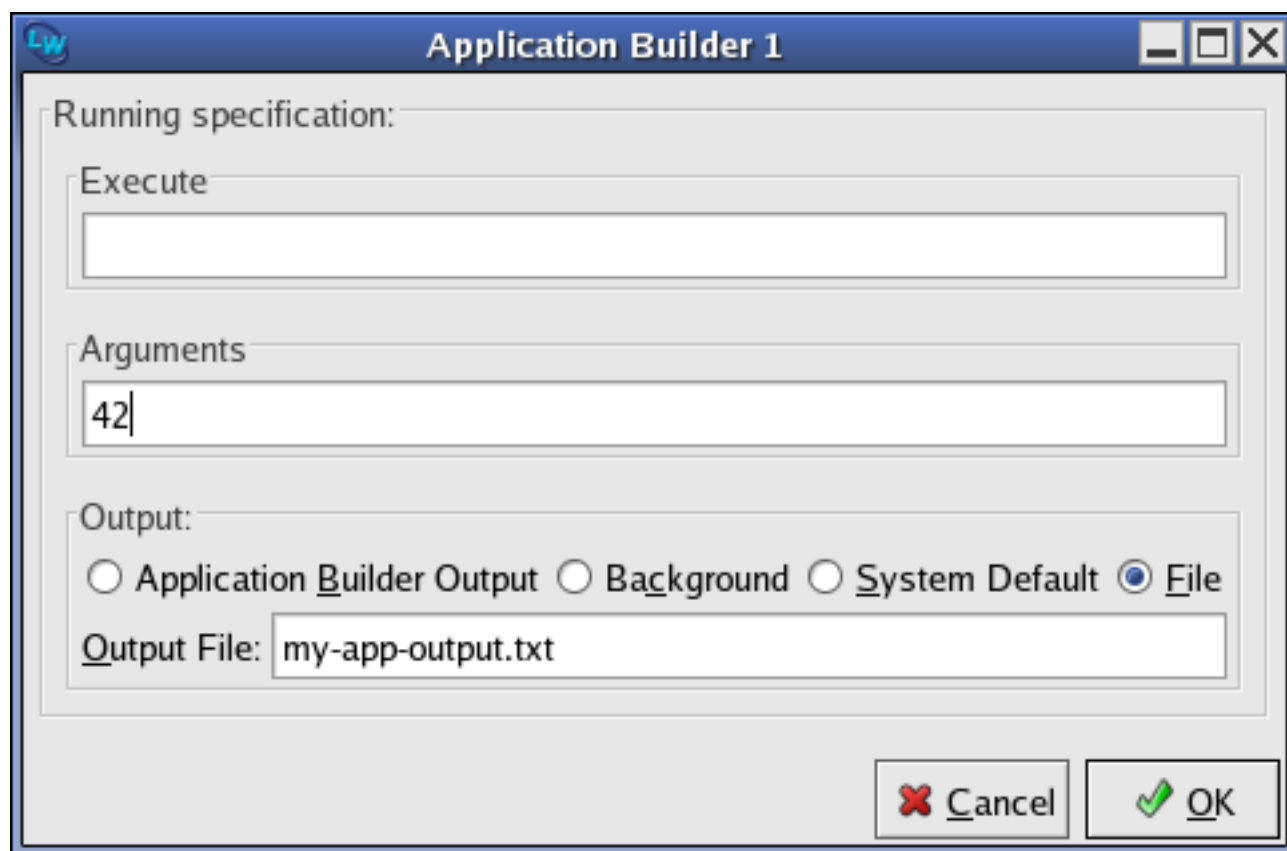 LW
Application Builder 1
Running specification:
Execute
Arguments
42
Output:
Application Builder Output Background System Default File
Output File: my-app-output.txt
Cancel OK